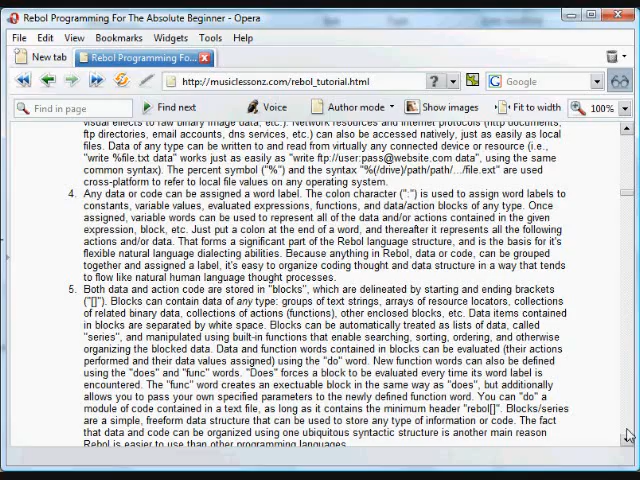 Rebol Programming For The Absolute Beginner - Opera
File Edit View Bookmarks Widgets Tools Help
New tab Rebol Programming Fo...
http://musiclessonz.com/rebol_tutorial.html ? Google
Find in page Find next Voice Author mode Show images Fit to width 100%
visual effects to raw binary image data, etc.). Network resources and Internet protocols (http documents,
ftp directories, email accounts, dns services, etc.) can also be accessed natively, just as easily as local
files. Data of any type can be written to and read from virtually any connected device or resource (i.e.,
"write %file.txt data" works just as easily as "write ftp://user:pass@website.com data", using the same
common syntax). The percent symbol ("%") and the syntax "%(/drive)/path/path/.../file.ext" are used
cross-platform to refer to local file values on any operating system.
4. Any data or code can be assigned a word label. The colon character (":") is used to assign word labels to
constants, variable values, evaluated expressions, functions, and data/action blocks of any type. Once
assigned, variable words can be used to represent all of the data and/or actions contained in the given
expression, block, etc. Just put a colon at the end of a word, and thereafter it represents all the following
actions and/or data. That forms a significant part of the Rebol language structure, and is the basis for it's
flexible natural language dialecting abilities. Because anything in Rebol, data or code, can be grouped
together and assigned a label, it's easy to organize coding thought and data structure in a way that tends
to flow like natural human language thought processes.
5. Both data and action code are stored in "blocks", which are delineated by starting and ending brackets
("[]"). Blocks can contain data of any type: groups of text strings, arrays of resource locators, collections
of related binary data, collections of actions (functions), other enclosed blocks, etc. Data items contained
in blocks are separated by white space. Blocks can be automatically treated as lists of data, called
"series", and manipulated using built-in functions that enable searching, sorting, ordering, and otherwise
organizing the blocked data. Data and function words contained in blocks can be evaluated (their actions
performed and their data values assigned) using the "do" word. New function words can also be defined
using the "does" and "func" words. "Does" forces a block to be evaluated every time its word label is
encountered. The "func" word creates an exectuable block in the same way as "does", but additionally
allows you to pass your own specified parameters to the newly defined function word. You can "do" a
module of code contained in a text file, as long as it contains the minimum header "rebol[]". Blocks/series
are a simple, freeform data structure that can be used to store any type of information or code. The fact
that data and code can be organized using one ubiquitous syntactic structure is another main reason
Rebol is easier to use than other programming languages.